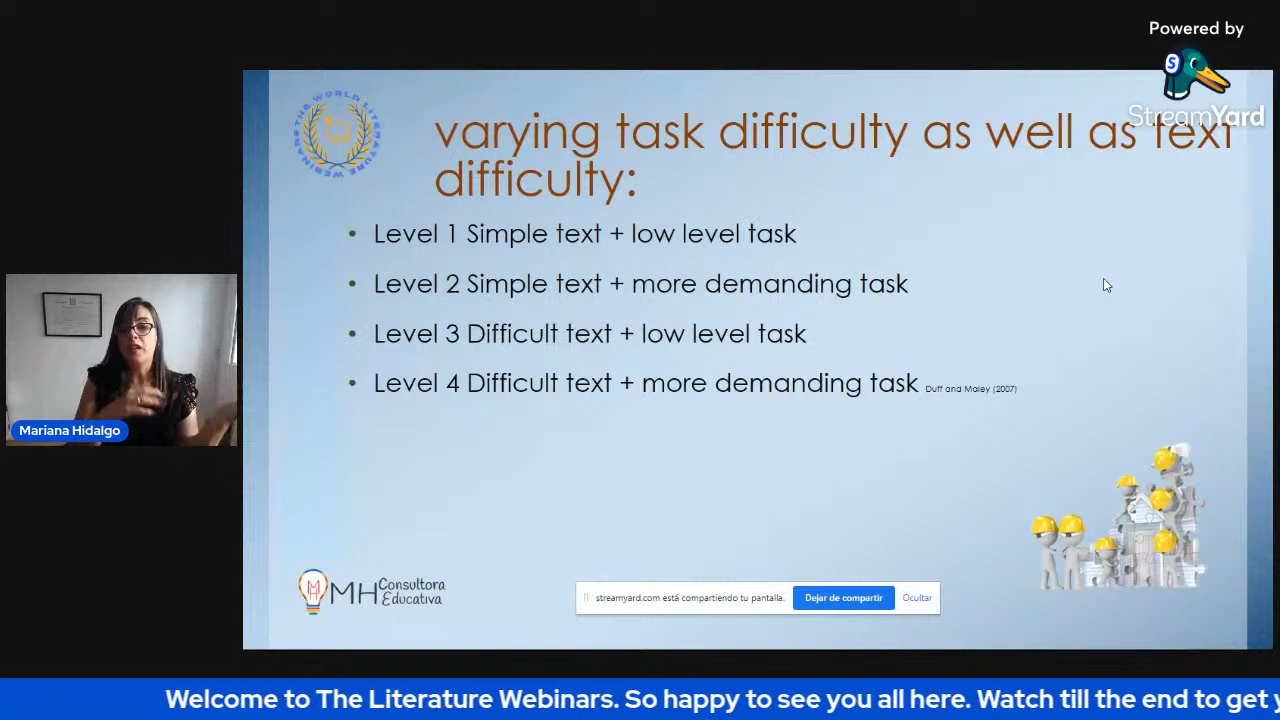 Powered by
StreamYard
THE WORLD LITERATURE WEBINARS
varying task difficulty as well as text
difficulty:
• Level 1 Simple text + low level task
• Level 2 Simple text + more demanding task
• Level 3 Difficult text + low level task
• Level 4 Difficult text + more demanding task Duff and Maley (2007)
Mariana Hidalgo
MH Consultora
Educativa
streamyard.com está compartiendo tu pantalla. Dejar de compartir Ocultar
Welcome to The Literature Webinars. So happy to see you all here. Watch till the end to get